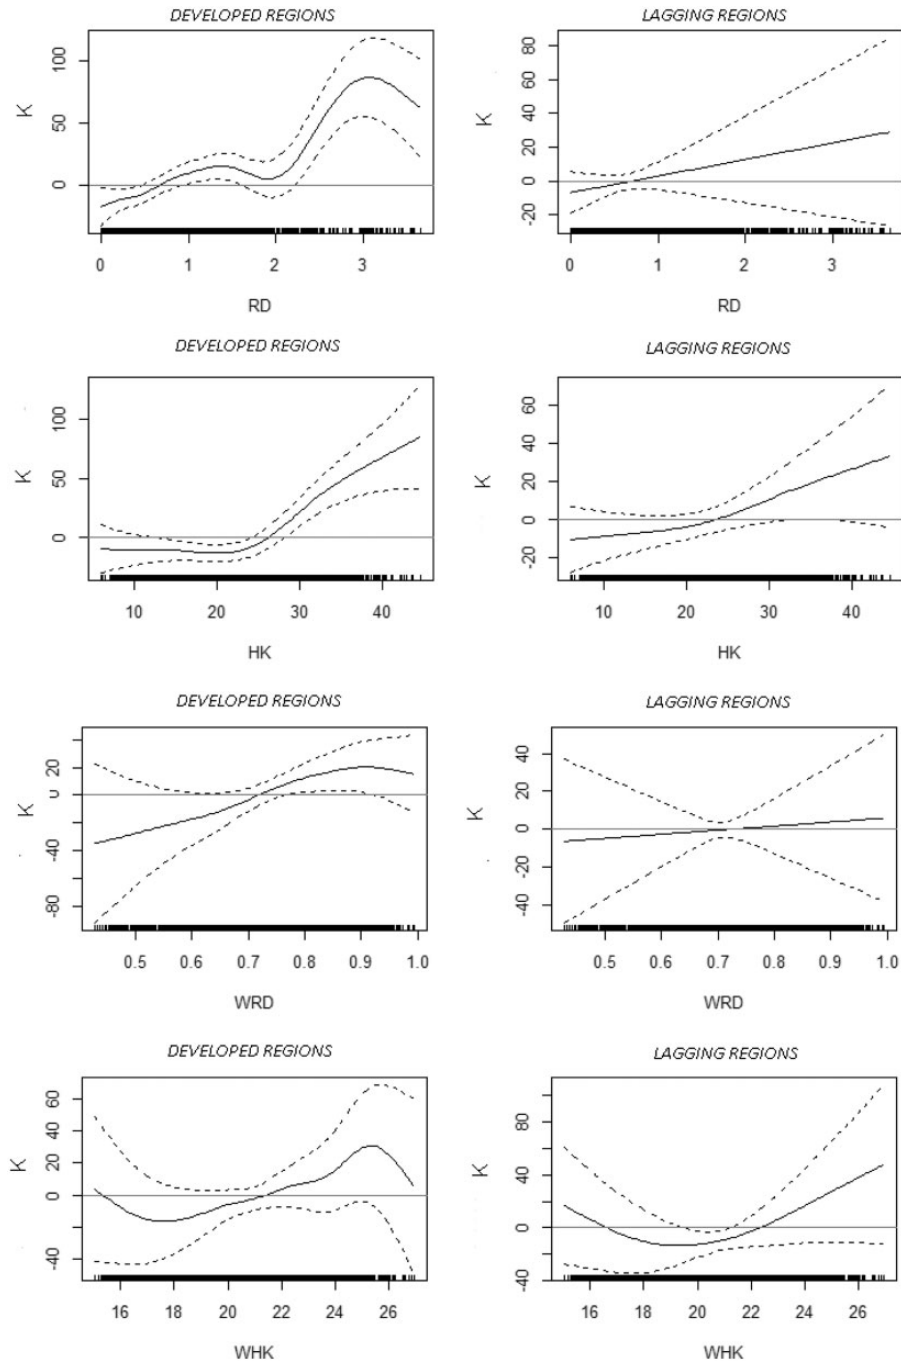 DEVELOPED REGIONS
K
100
50
0
0 1 2 3
RD
LAGGING REGIONS
K
80
60
40
20
0
-20
0 1 2 3
RD
DEVELOPED REGIONS
K
100
50
0
10 20 30 40
HK
LAGGING REGIONS
K
60
40
20
0
-20
10 20 30 40
HK
DEVELOPED REGIONS
K
20
0
-40
-80
0.5 0.6 0.7 0.8 0.9 1.0
WRD
LAGGING REGIONS
K
40
20
0
-20
-40
0.5 0.6 0.7 0.8 0.9 1.0
WRD
DEVELOPED REGIONS
K
60
40
20
0
-40
16 18 20 22 24 26
WHK
LAGGING REGIONS
K
80
40
0
-40
16 18 20 22 24 26
WHK